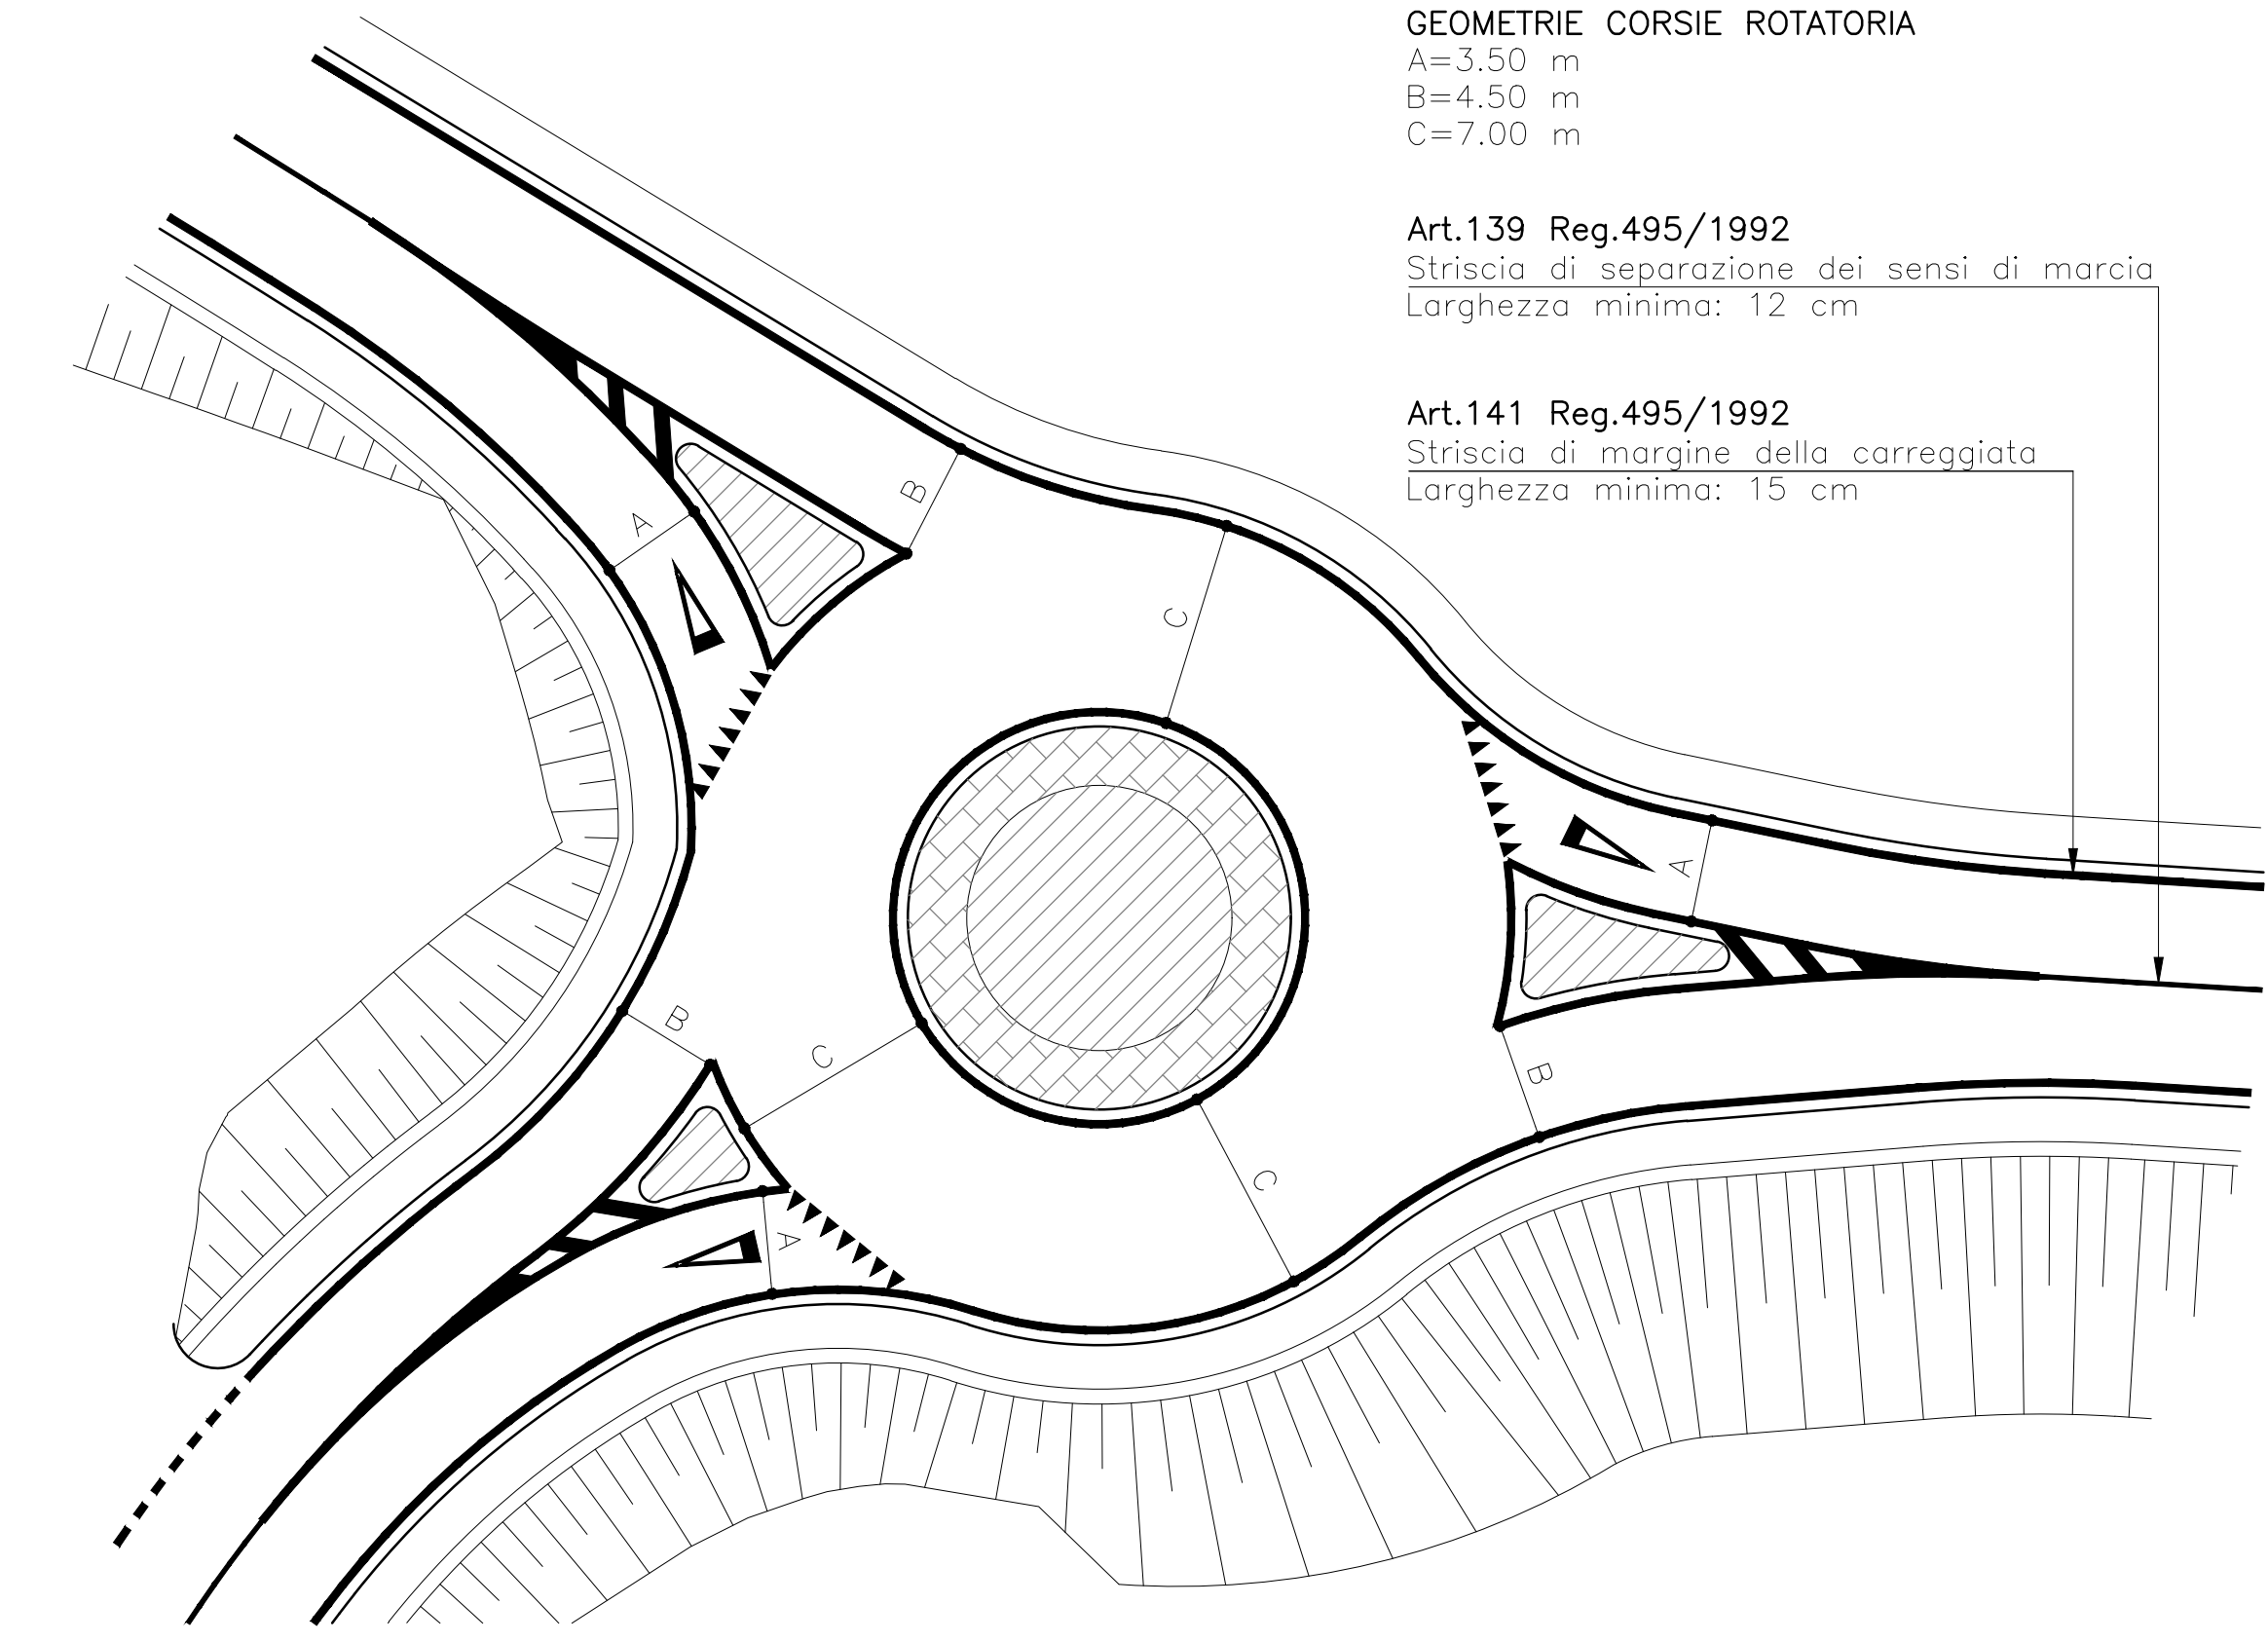 GEOMETRIE CORSIE ROTATORIA
A=3.50 m
B=4.50 m
C=7.00 m
Art.139 Reg.495/1992
Striscia di separazione dei sensi di marcia
Larghezza minima: 12 cm
Art.141 Reg.495/1992
Striscia di margine della carreggiata
Larghezza minima: 15 cm
B
A
C
A
B
C
B
C
A